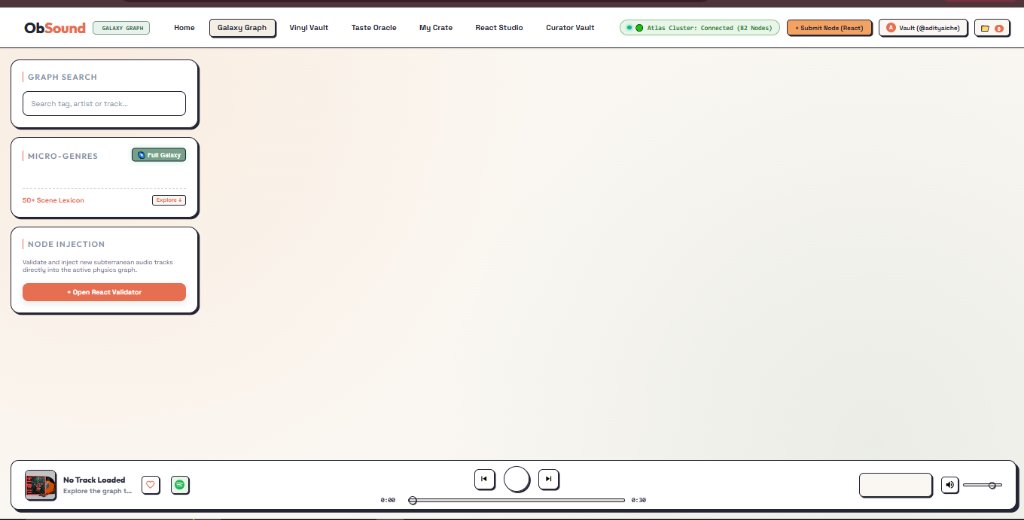 ObSound GALAXY GRAPH Home Galaxy Graph Vinyl Vault Taste Oracle My Crate React Studio Curator Vault Atlas Cluster: Connected (82 Nodes) + Submit Node (React) A Vault (@adityaiche)
GRAPH SEARCH
Search tag, artist or track...
MICRO-GENRES Full Galaxy
50+ Scene Lexicon Explore ↓
NODE INJECTION
Validate and inject new subterranean audio tracks
directly into the active physics graph.
+ Open React Validator
No Track Loaded
Explore the graph t...
0:00 0:30